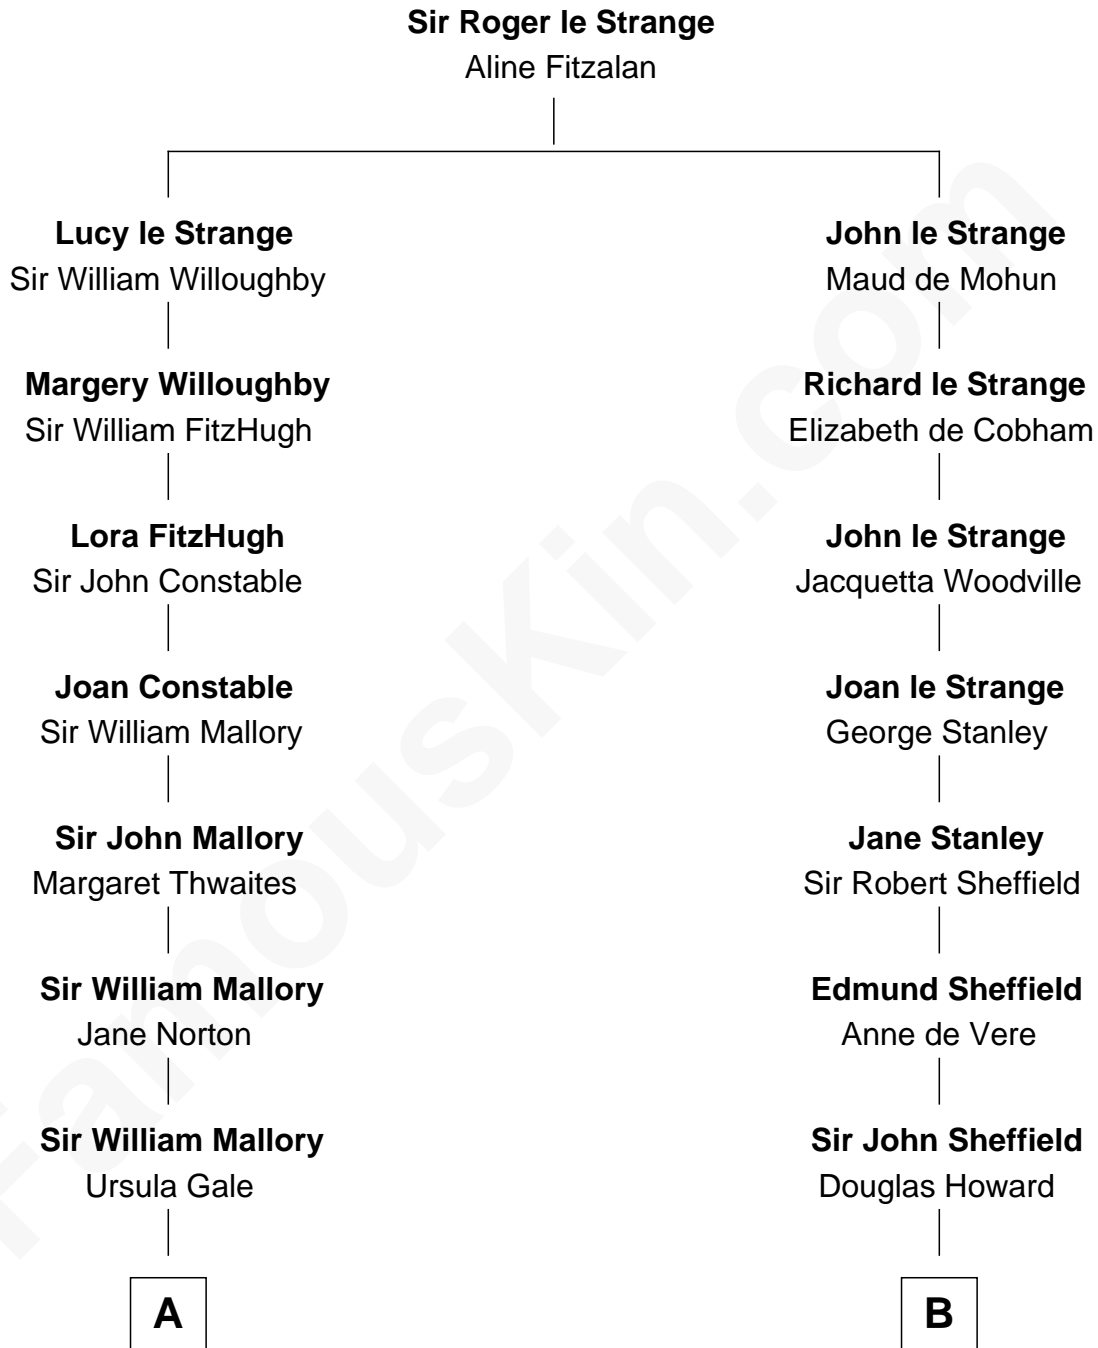 Sir Roger le Strange
Aline Fitzalan
Lucy le Strange
Sir William Willoughby
John le Strange
Maud de Mohun
Margery Willoughby
Sir William FitzHugh
Richard le Strange
Elizabeth de Cobham
Lora FitzHugh
Sir John Constable
John le Strange
Jacquetta Woodville
Joan Constable
Sir William Mallory
Joan le Strange
George Stanley
Sir John Mallory
Margaret Thwaites
Jane Stanley
Sir Robert Sheffield
Sir William Mallory
Jane Norton
Edmund Sheffield
Anne de Vere
Sir William Mallory
Ursula Gale
Sir John Sheffield
Douglas Howard
A
B
FamousKin.com